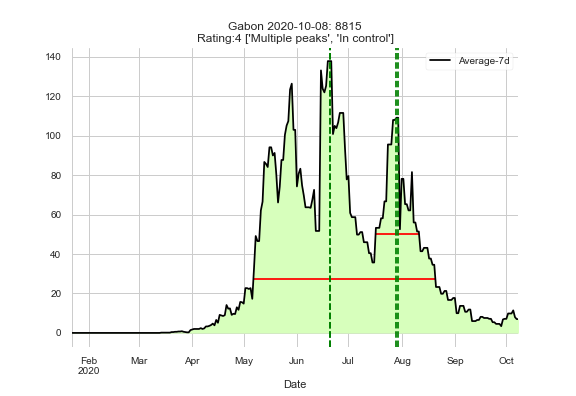 Gabon 2020-10-08: 8815
Rating:4 ['Multiple peaks', 'In control']
Average-7d
140
120
100
80
60
40
20
0
Feb Mar Apr May Jun Jul Aug Sep Oct
2020
Date